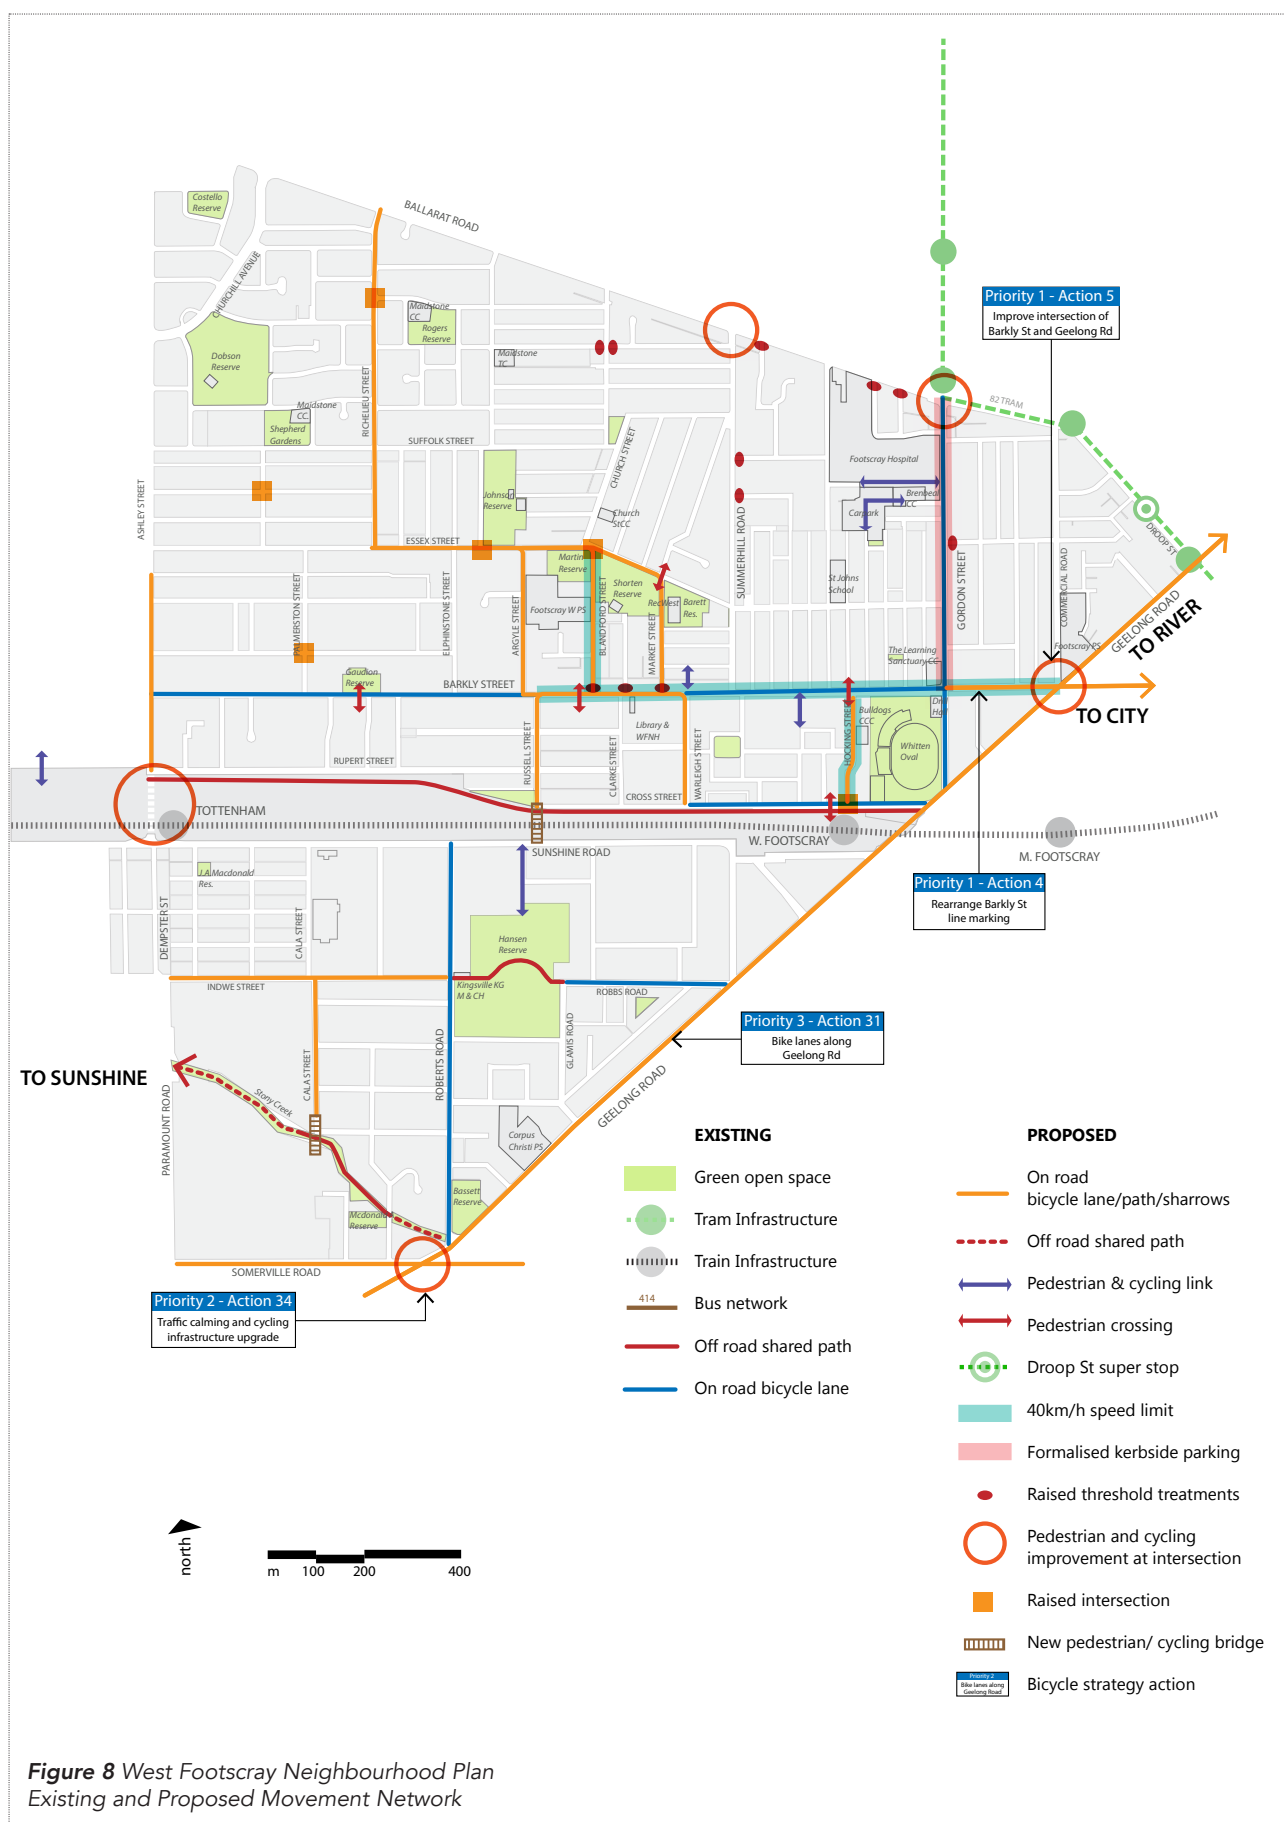 Costello
Reserve
BALLARAT ROAD
CHURCHILL AVENUE
Priority 1 - Action 5
Improve intersection of
Barkly St and Geelong Rd
Maidstone
CC
Rogers
Reserve
Dobson
Reserve
Maidstone
TC
RICHELIEU STREET
82 TRAM
Maidstone
CC.
Shepherd
Gardens
SUFFOLK STREET
CHURCH STREET
Footscray Hospital
ASHLEY STREET
Johnson
Reserve
Brenbeal
CC
Carpark
Church
StCC
SUMMERHILL ROAD
DROOP ST
ESSEX STREET
Martin
Reserve
Shorten
Reserve
St Johns
School
GORDON STREET
COMMERCIAL ROAD
PALMERSTON STREET
ELPHINSTONE STREET
ARGYLE STREET
Footscray W PS
BLANDFORD STREET
RecWest
Barett
Res.
MARKET STREET
GEELONG ROAD
TO RIVER
Footscray PS
The Learning
Sanctuary CC
Gaudion
Reserve
BARKLY STREET
TO CITY
Drill
Hall
Bulldogs
CCC
Library &
WFNH
HOCKING STREET
Whitten
Oval
RUPERT STREET
RUSSELL STREET
CLARKE STREET
WARLEIGH STREET
CROSS STREET
TOTTENHAM
W. FOOTSCRAY
M. FOOTSCRAY
SUNSHINE ROAD
J.A.Macdonald
Res.
Priority 1 - Action 4
Rearrange Barkly St
line marking
DEMPSTER ST
CALA STREET
Hansen
Reserve
INDWE STREET
Kingsville KG
M & CH
ROBBS ROAD
Priority 3 - Action 31
Bike lanes along
Geelong Rd
GLAMIS ROAD
ROBERTS ROAD
CALA STREET
TO SUNSHINE
Stony Creek
PARAMOUNT ROAD
GEELONG ROAD
Corpus
Christi PS
Bassett
Reserve
Mcdonald
Reserve
SOMERVILLE ROAD
Priority 2 - Action 34
Traffic calming and cycling
infrastructure upgrade
EXISTING
Green open space
Tram Infrastructure
Train Infrastructure
414
Bus network
Off road shared path
On road bicycle lane
PROPOSED
On road
bicycle lane/path/sharrows
Off road shared path
Pedestrian & cycling link
Pedestrian crossing
Droop St super stop
40km/h speed limit
Formalised kerbside parking
Raised threshold treatments
Pedestrian and cycling
improvement at intersection
Raised intersection
New pedestrian/ cycling bridge
Priority 2
Bike lanes along
Geelong Road
Bicycle strategy action
north
m 100 200 400
Figure 8 West Footscray Neighbourhood Plan
Existing and Proposed Movement Network